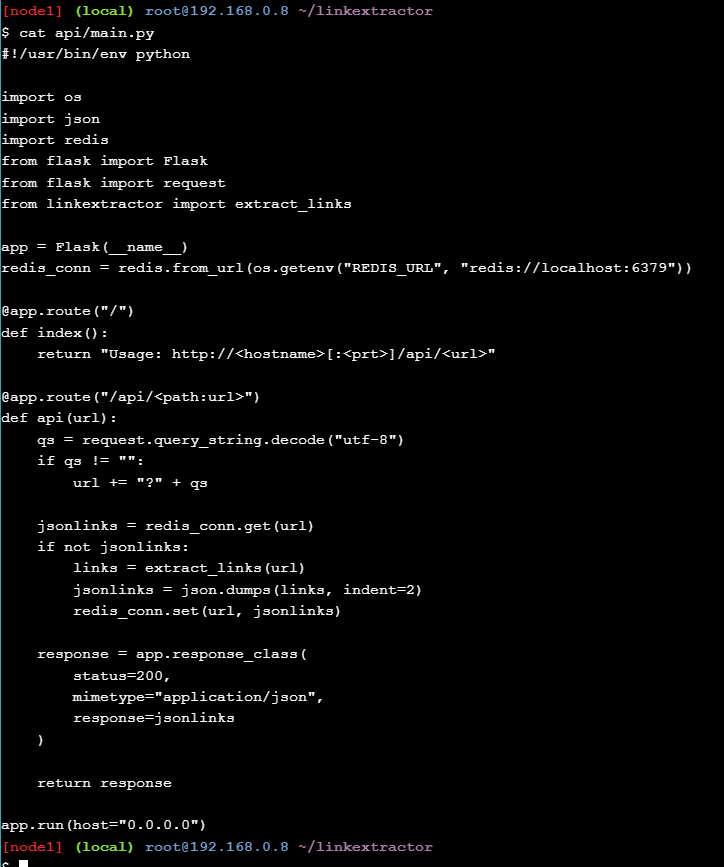 [node1] (local) root@192.168.0.8 ~/linkextractor
$ cat api/main.py
#!/usr/bin/env python

import os
import json
import redis
from flask import Flask
from flask import request
from linkextractor import extract_links

app = Flask(__name__)
redis_conn = redis.from_url(os.getenv("REDIS_URL", "redis://localhost:6379"))

@app.route("/")
def index():
    return "Usage: http://<hostname>[:<prt>]/api/<url>"

@app.route("/api/<path:url>")
def api(url):
    qs = request.query_string.decode("utf-8")
    if qs != "":
        url += "?" + qs

    jsonlinks = redis_conn.get(url)
    if not jsonlinks:
        links = extract_links(url)
        jsonlinks = json.dumps(links, indent=2)
        redis_conn.set(url, jsonlinks)

    response = app.response_class(
        status=200,
        mimetype="application/json",
        response=jsonlinks
    )

    return response

app.run(host="0.0.0.0")
[node1] (local) root@192.168.0.8 ~/linkextractor
$